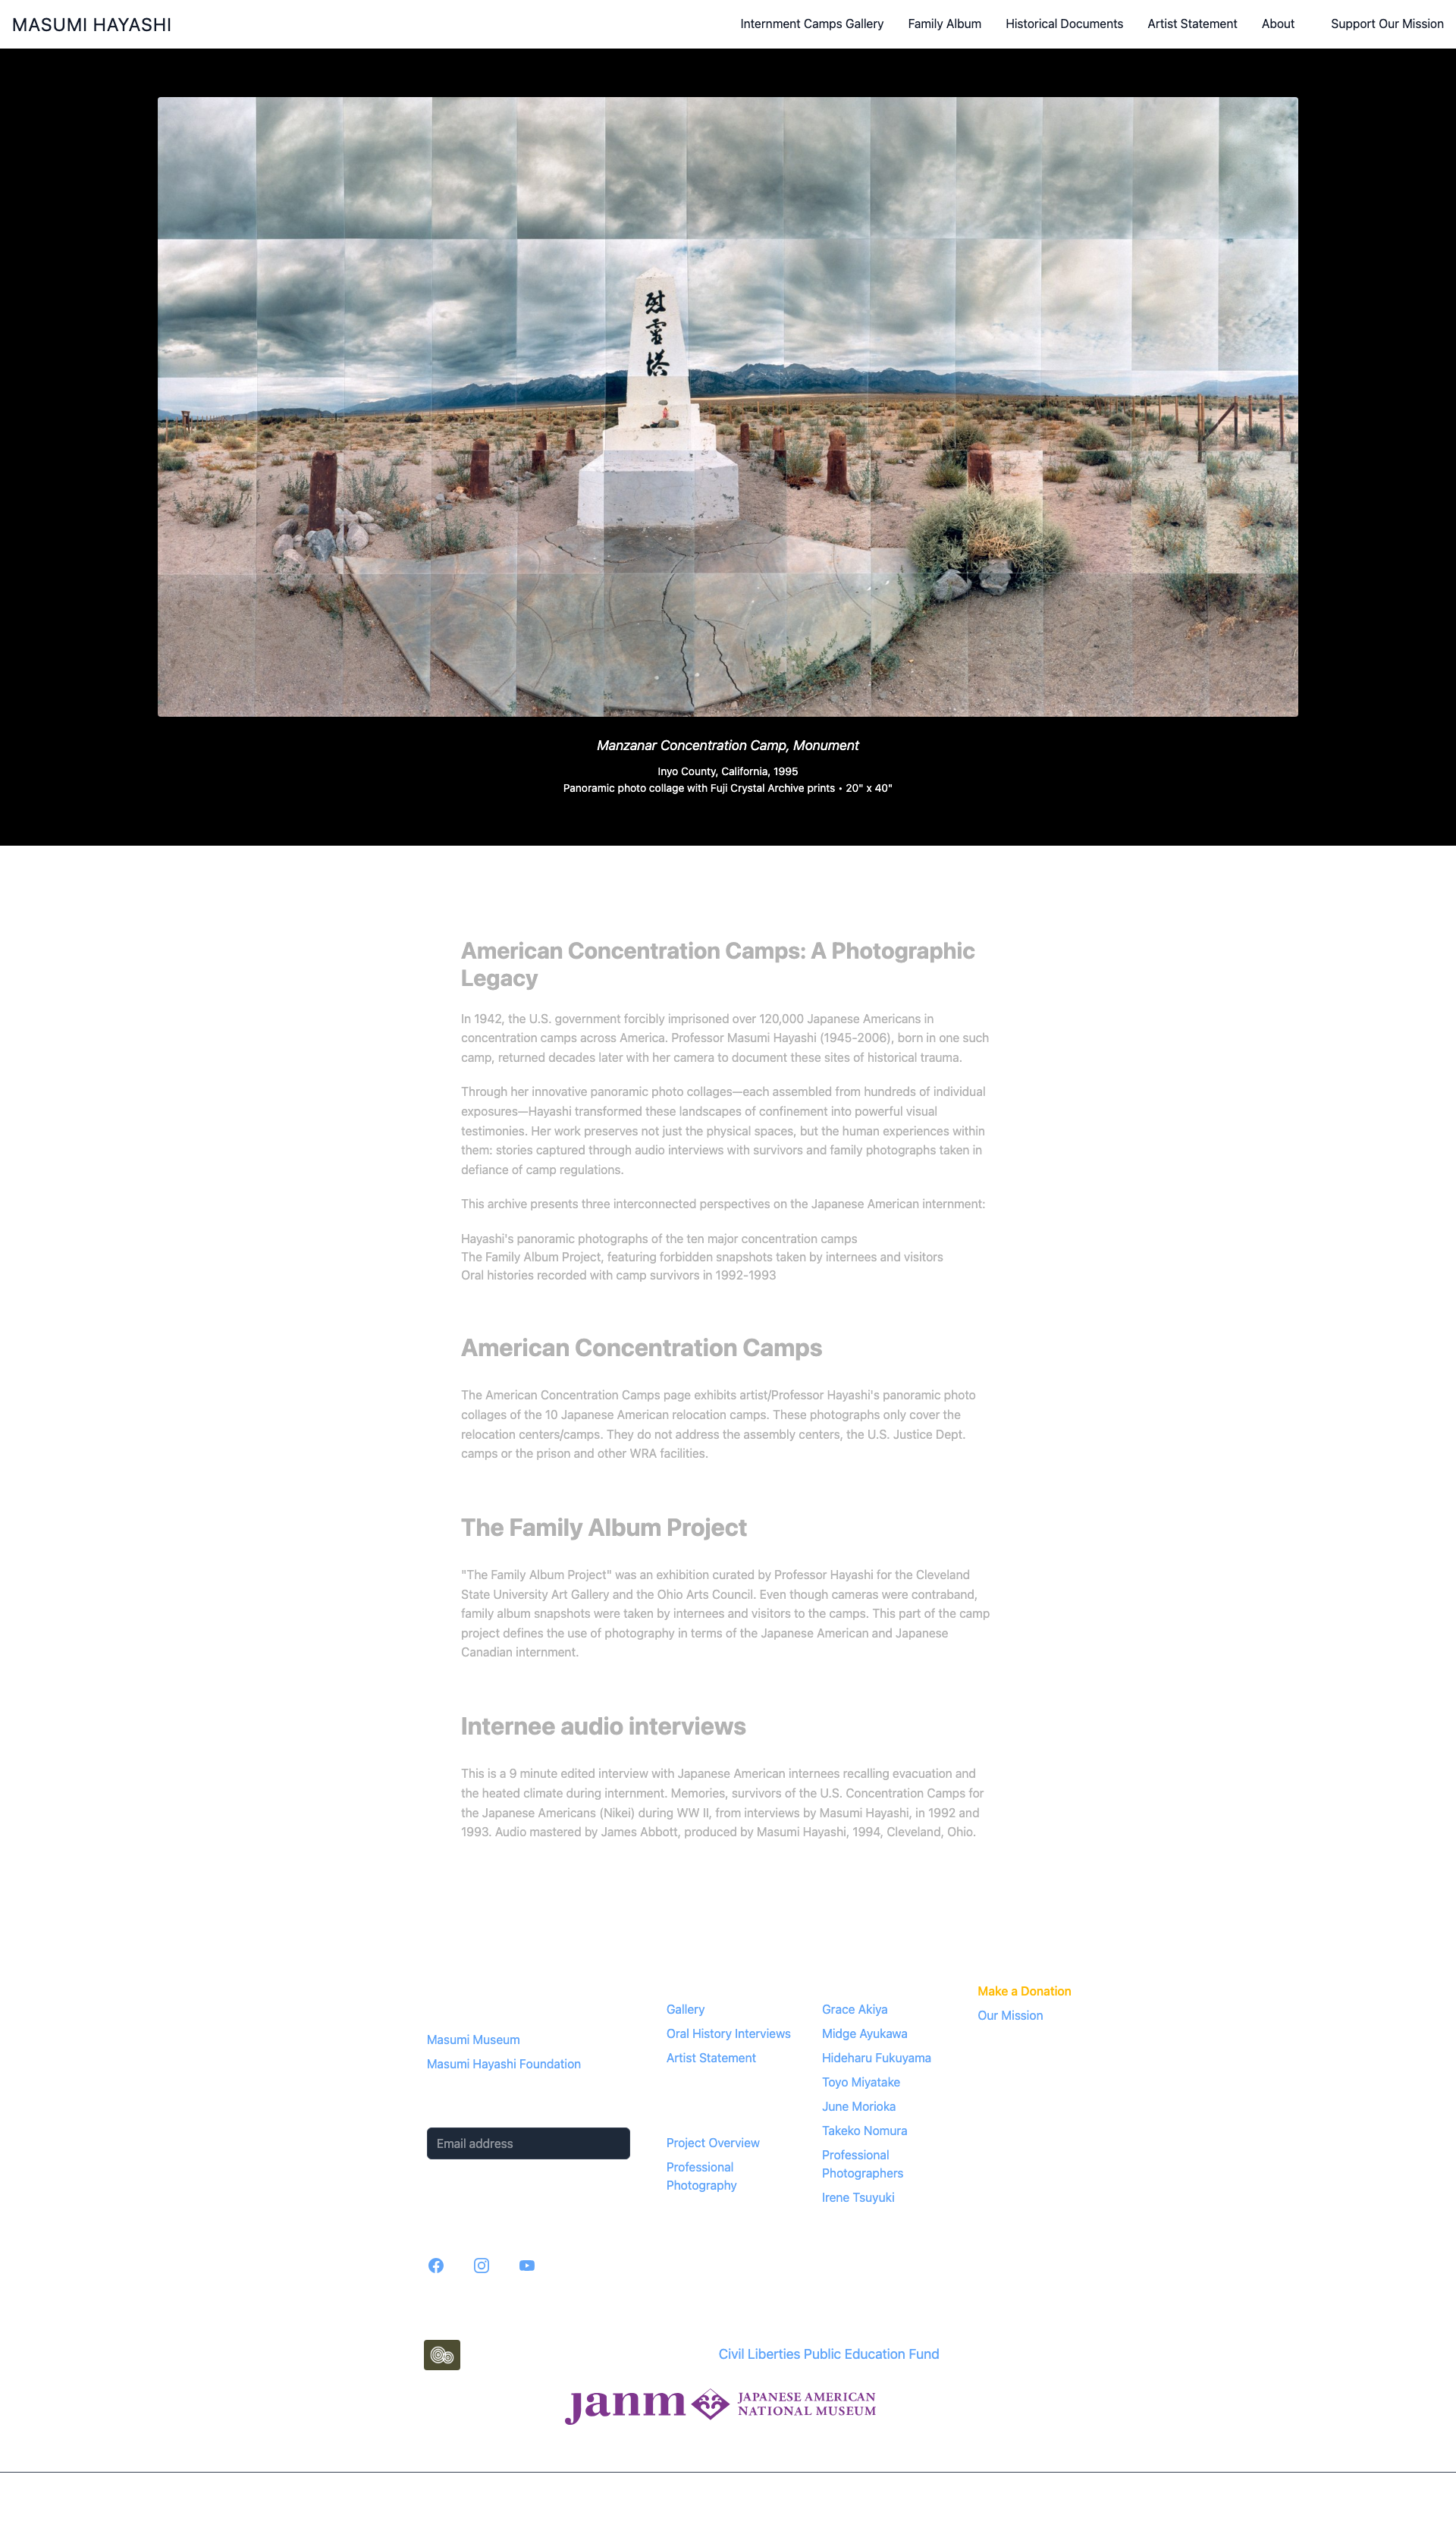 MASUMI HAYASHI
Internment Camps Gallery
Family Album
Historical Documents
Artist Statement
About
Support Our Mission
慰霊塔
Manzanar Concentration Camp, Monument
Inyo County, California, 1995
Panoramic photo collage with Fuji Crystal Archive prints • 20" x 40"
American Concentration Camps: A Photographic
Legacy
In 1942, the U.S. government forcibly imprisoned over 120,000 Japanese Americans in
concentration camps across America. Professor Masumi Hayashi (1945-2006), born in one such
camp, returned decades later with her camera to document these sites of historical trauma.
Through her innovative panoramic photo collages—each assembled from hundreds of individual
exposures—Hayashi transformed these landscapes of confinement into powerful visual
testimonies. Her work preserves not just the physical spaces, but the human experiences within
them: stories captured through audio interviews with survivors and family photographs taken in
defiance of camp regulations.
This archive presents three interconnected perspectives on the Japanese American internment:
Hayashi's panoramic photographs of the ten major concentration camps
The Family Album Project, featuring forbidden snapshots taken by internees and visitors
Oral histories recorded with camp survivors in 1992-1993
American Concentration Camps
The American Concentration Camps page exhibits artist/Professor Hayashi's panoramic photo
collages of the 10 Japanese American relocation camps. These photographs only cover the
relocation centers/camps. They do not address the assembly centers, the U.S. Justice Dept.
camps or the prison and other WRA facilities.
The Family Album Project
"The Family Album Project" was an exhibition curated by Professor Hayashi for the Cleveland
State University Art Gallery and the Ohio Arts Council. Even though cameras were contraband,
family album snapshots were taken by internees and visitors to the camps. This part of the camp
project defines the use of photography in terms of the Japanese American and Japanese
Canadian internment.
Internee audio interviews
This is a 9 minute edited interview with Japanese American internees recalling evacuation and
the heated climate during internment. Memories, survivors of the U.S. Concentration Camps for
the Japanese Americans (Nikei) during WW II, from interviews by Masumi Hayashi, in 1992 and
1993. Audio mastered by James Abbott, produced by Masumi Hayashi, 1994, Cleveland, Ohio.
Masumi Museum
Masumi Hayashi Foundation
Email address
Gallery
Oral History Interviews
Artist Statement
Project Overview
Professional
Photography
Grace Akiya
Midge Ayukawa
Hideharu Fukuyama
Toyo Miyatake
June Morioka
Takeko Nomura
Professional
Photographers
Irene Tsuyuki
Make a Donation
Our Mission
Civil Liberties Public Education Fund
janm JAPANESE AMERICAN
NATIONAL MUSEUM